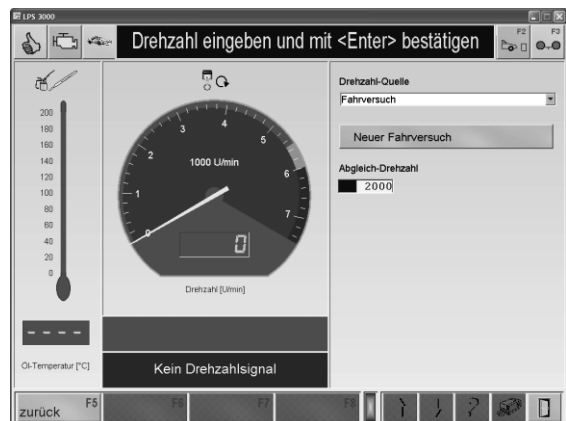 LPS 3000
Drehzahl eingeben und mit <Enter> bestätigen
F2
F3
200
180
160
140
120
100
80
60
40
20
0
- - - -
Öl-Temperatur [°C]
0
1
2
3
4
5
6
7
1000 U/min
0
Drehzahl [U/min]
Kein Drehzahlsignal
Drehzahl-Quelle
Fahrversuch
Neuer Fahrversuch
Abgleich-Drehzahl
2000
zurück F5
F6
F7
F8